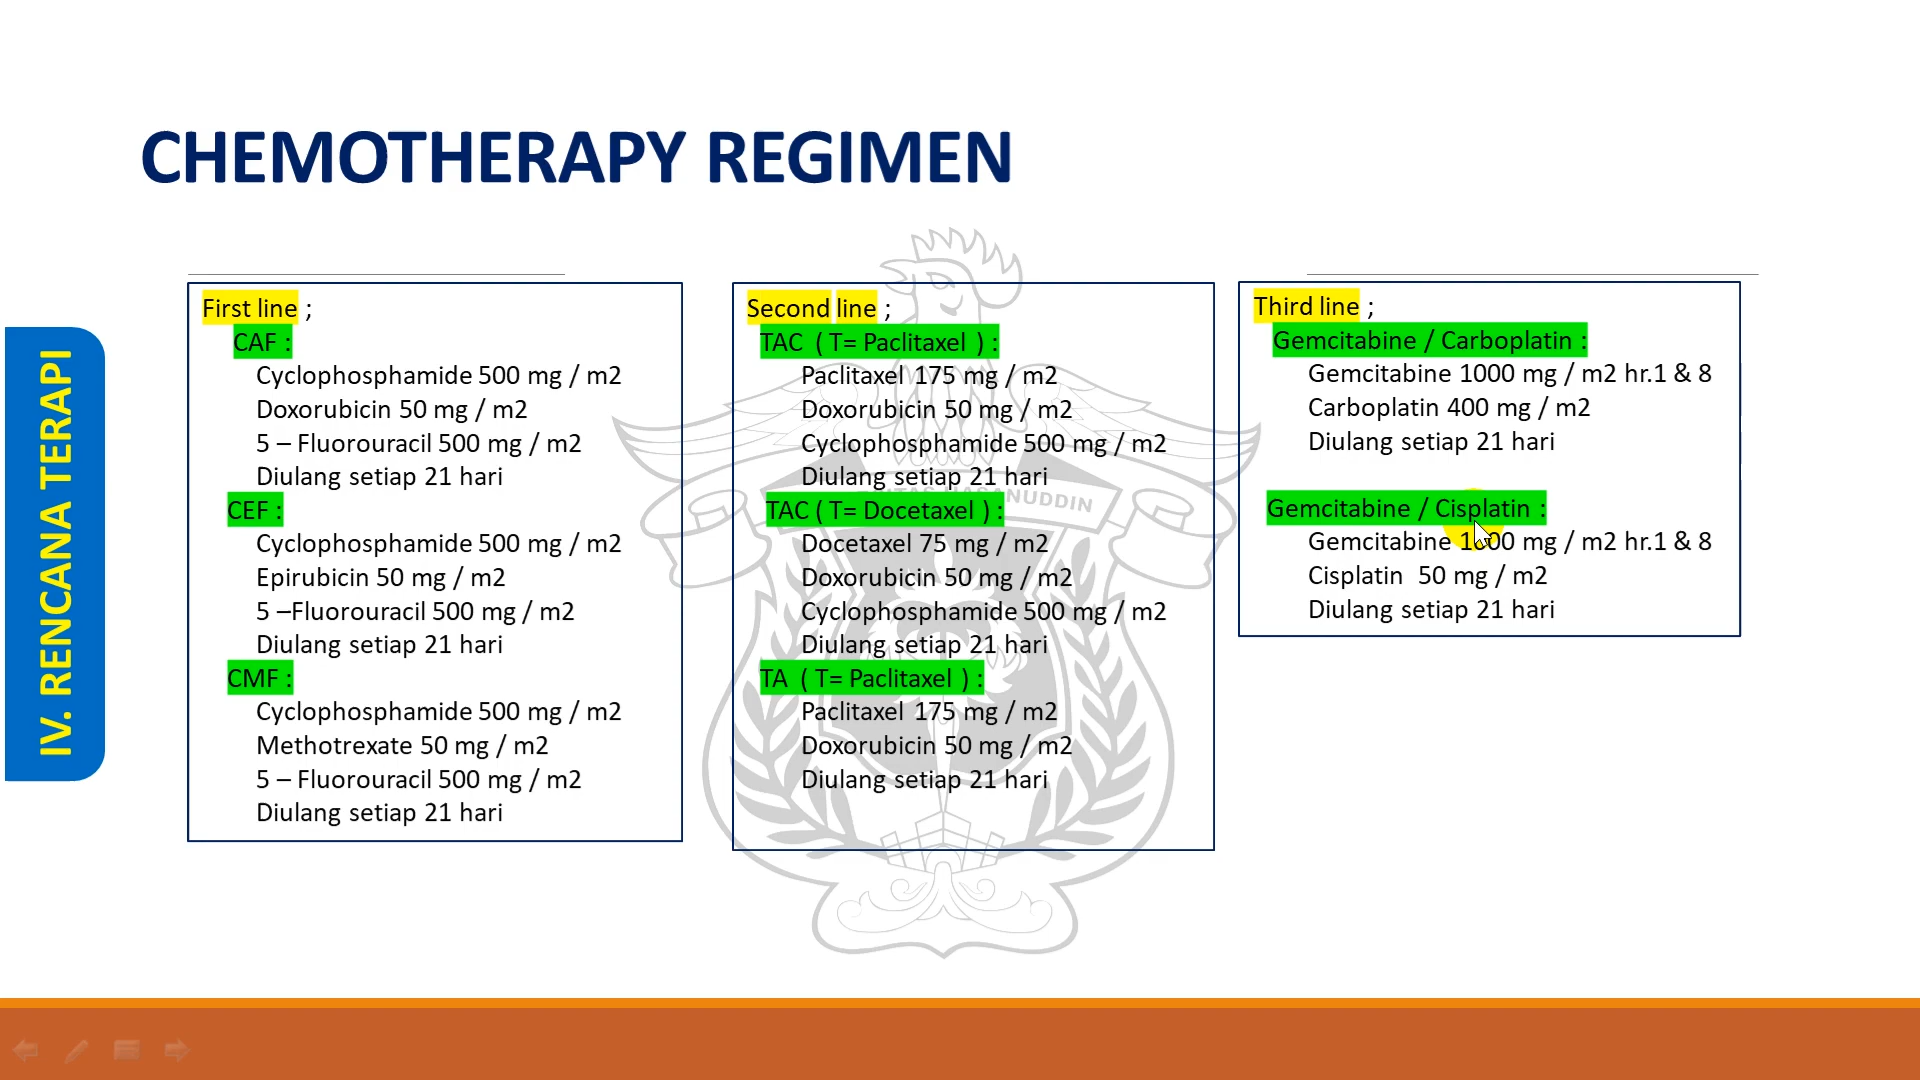 CHEMOTHERAPY REGIMEN
IV. RENCANA TERAPI
First line ;
CAF :
Cyclophosphamide 500 mg / m2
Doxorubicin 50 mg / m2
5 – Fluorouracil 500 mg / m2
Diulang setiap 21 hari
CEF :
Cyclophosphamide 500 mg / m2
Epirubicin 50 mg / m2
5 –Fluorouracil 500 mg / m2
Diulang setiap 21 hari
CMF :
Cyclophosphamide 500 mg / m2
Methotrexate 50 mg / m2
5 – Fluorouracil 500 mg / m2
Diulang setiap 21 hari
Second line ;
TAC ( T= Paclitaxel ) :
Paclitaxel 175 mg / m2
Doxorubicin 50 mg / m2
Cyclophosphamide 500 mg / m2
Diulang setiap 21 hari
TAC ( T= Docetaxel ) :
Docetaxel 75 mg / m2
Doxorubicin 50 mg / m2
Cyclophosphamide 500 mg / m2
Diulang setiap 21 hari
TA ( T= Paclitaxel ) :
Paclitaxel 175 mg / m2
Doxorubicin 50 mg / m2
Diulang setiap 21 hari
Third line ;
Gemcitabine / Carboplatin :
Gemcitabine 1000 mg / m2 hr.1 & 8
Carboplatin 400 mg / m2
Diulang setiap 21 hari
Gemcitabine / Cisplatin :
Gemcitabine 1000 mg / m2 hr.1 & 8
Cisplatin 50 mg / m2
Diulang setiap 21 hari